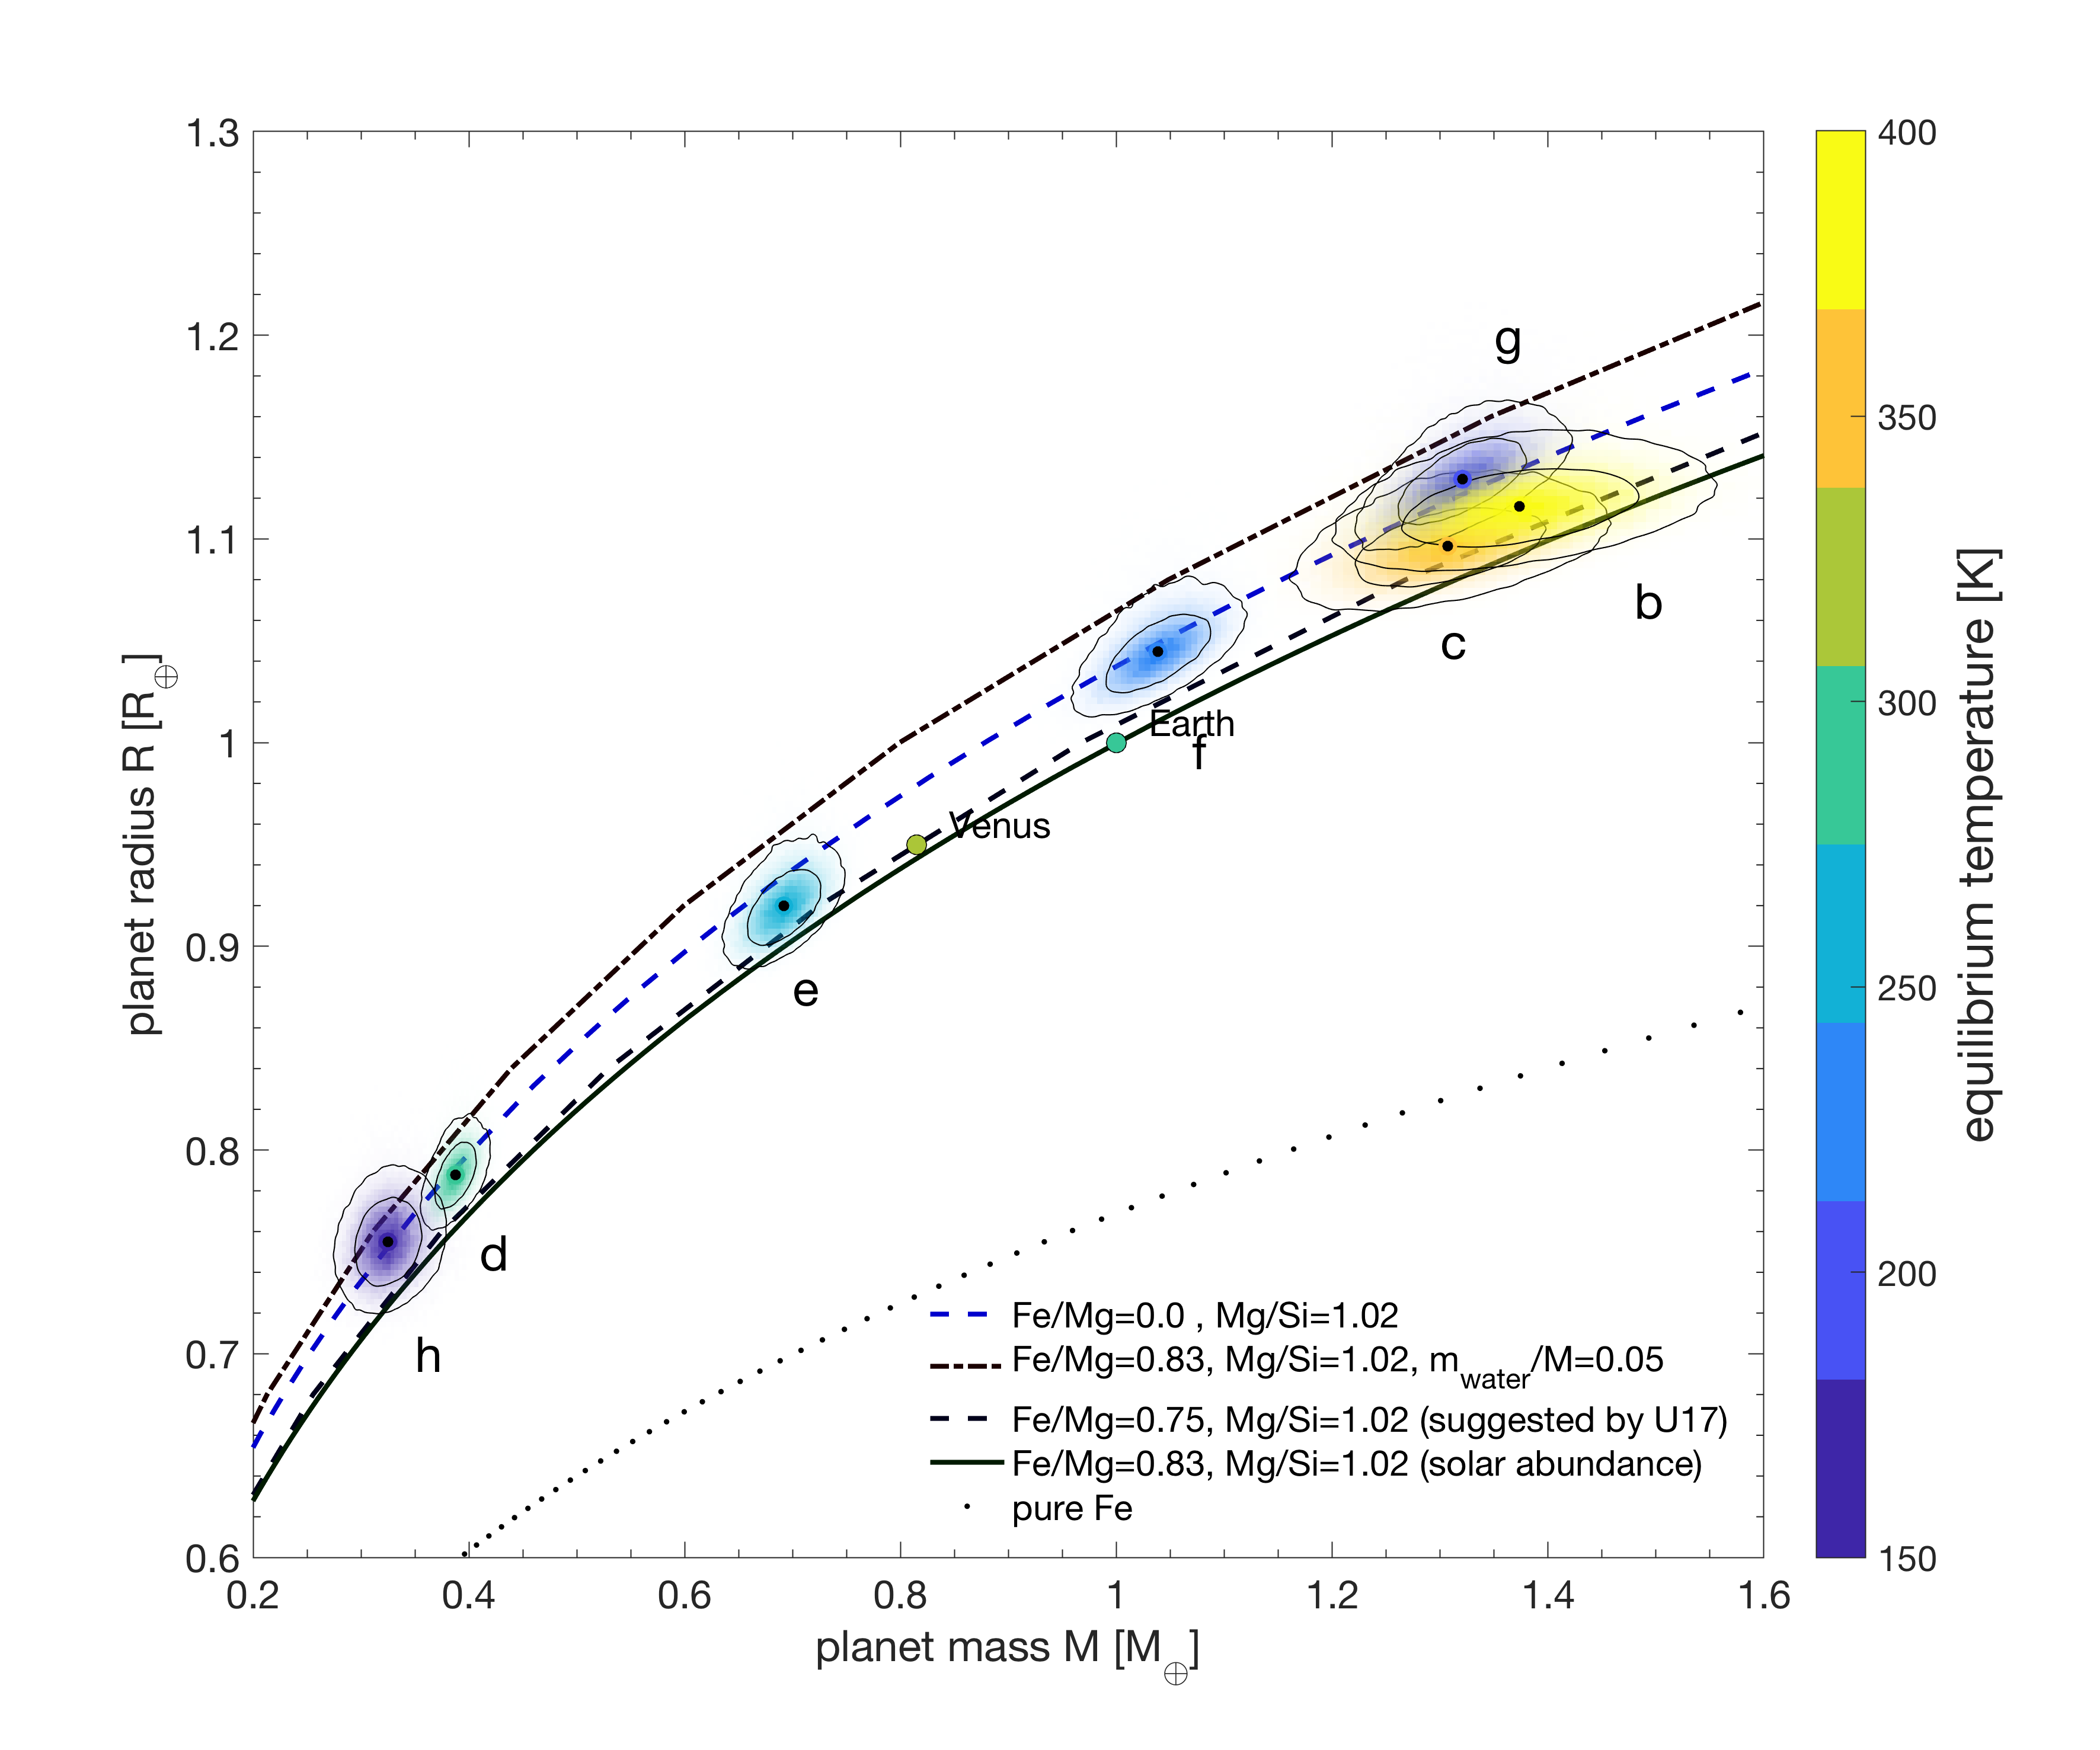 1.3
1.2
1.1
1
0.9
0.8
0.7
0.6
planet radius R [R⊕]
0.2 0.4 0.6 0.8 1 1.2 1.4 1.6
planet mass M [M⊕]
g
b
c
Earth
f
Venus
e
d
h
Fe/Mg=0.0 , Mg/Si=1.02
Fe/Mg=0.83, Mg/Si=1.02, m_water/M=0.05
Fe/Mg=0.75, Mg/Si=1.02 (suggested by U17)
Fe/Mg=0.83, Mg/Si=1.02 (solar abundance)
pure Fe
400
350
300
250
200
150
equilibrium temperature [K]